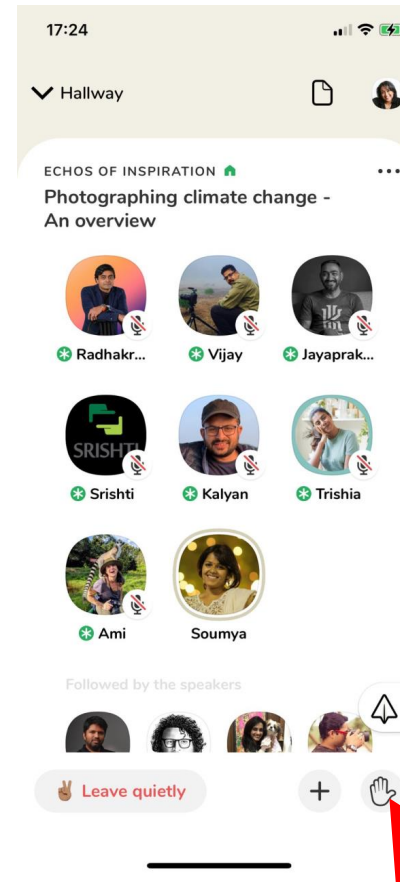 17:24
Hallway
ECHOS OF INSPIRATION
Photographing climate change -
An overview
Radhakr...
Vijay
Jayaprak...
SRISHTI
Srishti
Kalyan
Trishia
Ami
Soumya
Followed by the speakers
Leave quietly